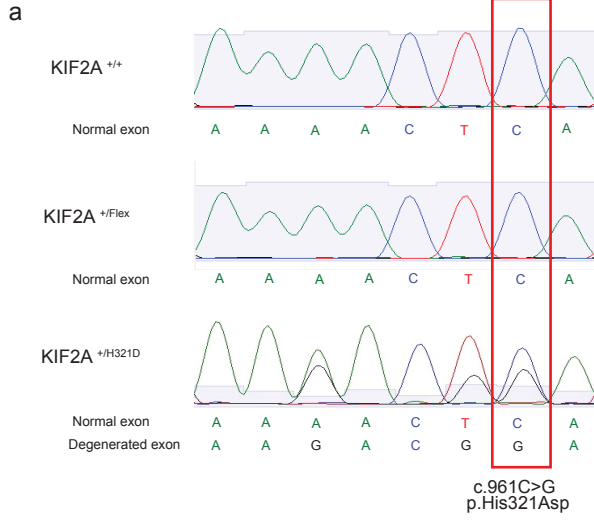 a
KIF2A +/+
Normal exon A A A A C T C A
KIF2A +/Flex
Normal exon A A A A C T C A
KIF2A +/H321D
Normal exon A A A A C T C A
Degenerated exon A A G A C G G A
c.961C>G
p.His321Asp